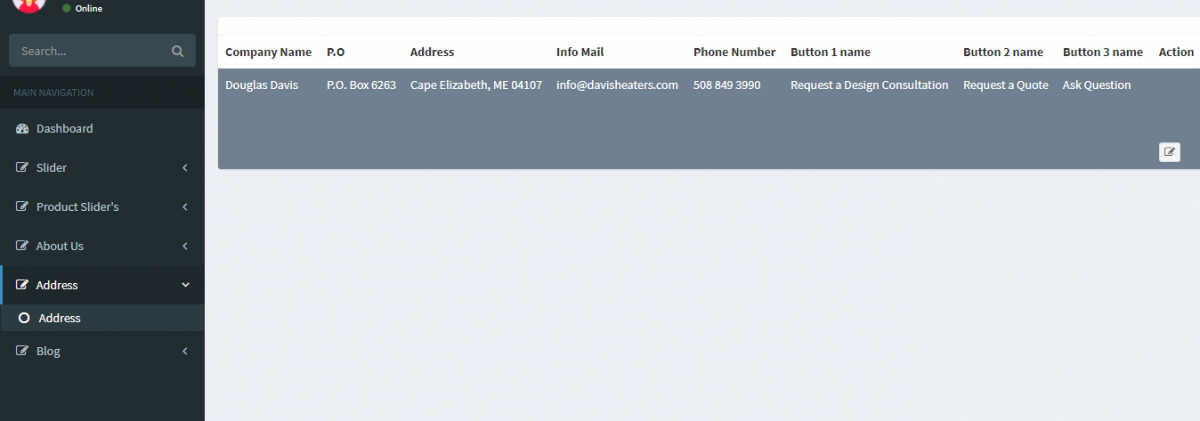 Online
Search...
MAIN NAVIGATION
Dashboard
Slider
Product Slider's
About Us
Address
Address
Blog
Company Name P.O Address Info Mail Phone Number Button 1 name Button 2 name Button 3 name Action
Douglas Davis P.O. Box 6263 Cape Elizabeth, ME 04107 info@davisheaters.com 508 849 3990 Request a Design Consultation Request a Quote Ask Question